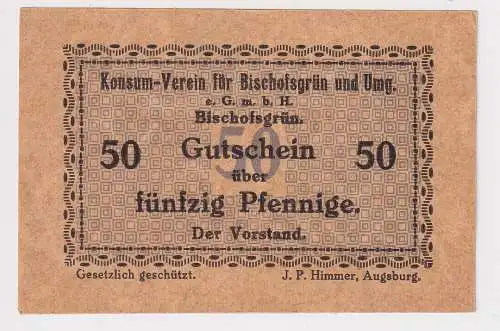 Konsum-Verein für Bischofsgrün und Umg.
e. G. m. b. H.
Bischofsgrün.
50 Gutschein 50
50
über
fünfzig Pfennige.
Der Vorstand.
Gesetzlich geschützt. J. P. Himmer, Augsburg.